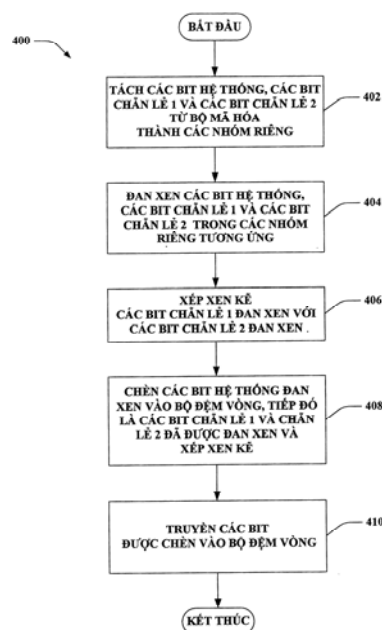 400
BẮT ĐẦU
TÁCH CÁC BIT HỆ THỐNG, CÁC BIT
CHẴN LẺ 1 VÀ CÁC BIT CHẴN LẺ 2
TỪ BỘ MÃ HÓA
THÀNH CÁC NHÓM RIÊNG
402
ĐAN XEN CÁC BIT HỆ THỐNG,
CÁC BIT CHẴN LẺ 1 VÀ CÁC BIT
CHẴN LẺ 2 TRONG CÁC NHÓM
RIÊNG TƯƠNG ỨNG
404
XẾP XEN KẼ
CÁC BIT CHẴN LẺ 1 ĐAN XEN VỚI
CÁC BIT CHẴN LẺ 2 ĐAN XEN .
406
CHÈN CÁC BIT HỆ THỐNG ĐAN
XEN VÀO BỘ ĐỆM VÒNG, TIẾP ĐÓ
LÀ CÁC BIT CHẴN LẺ 1 VÀ CHẴN
LẺ 2 ĐÃ ĐƯỢC ĐAN XEN VÀ
XẾP XEN KẼ
408
TRUYỀN CÁC BIT
ĐƯỢC CHÈN VÀO BỘ ĐỆM VÒNG
410
KẾT THÚC